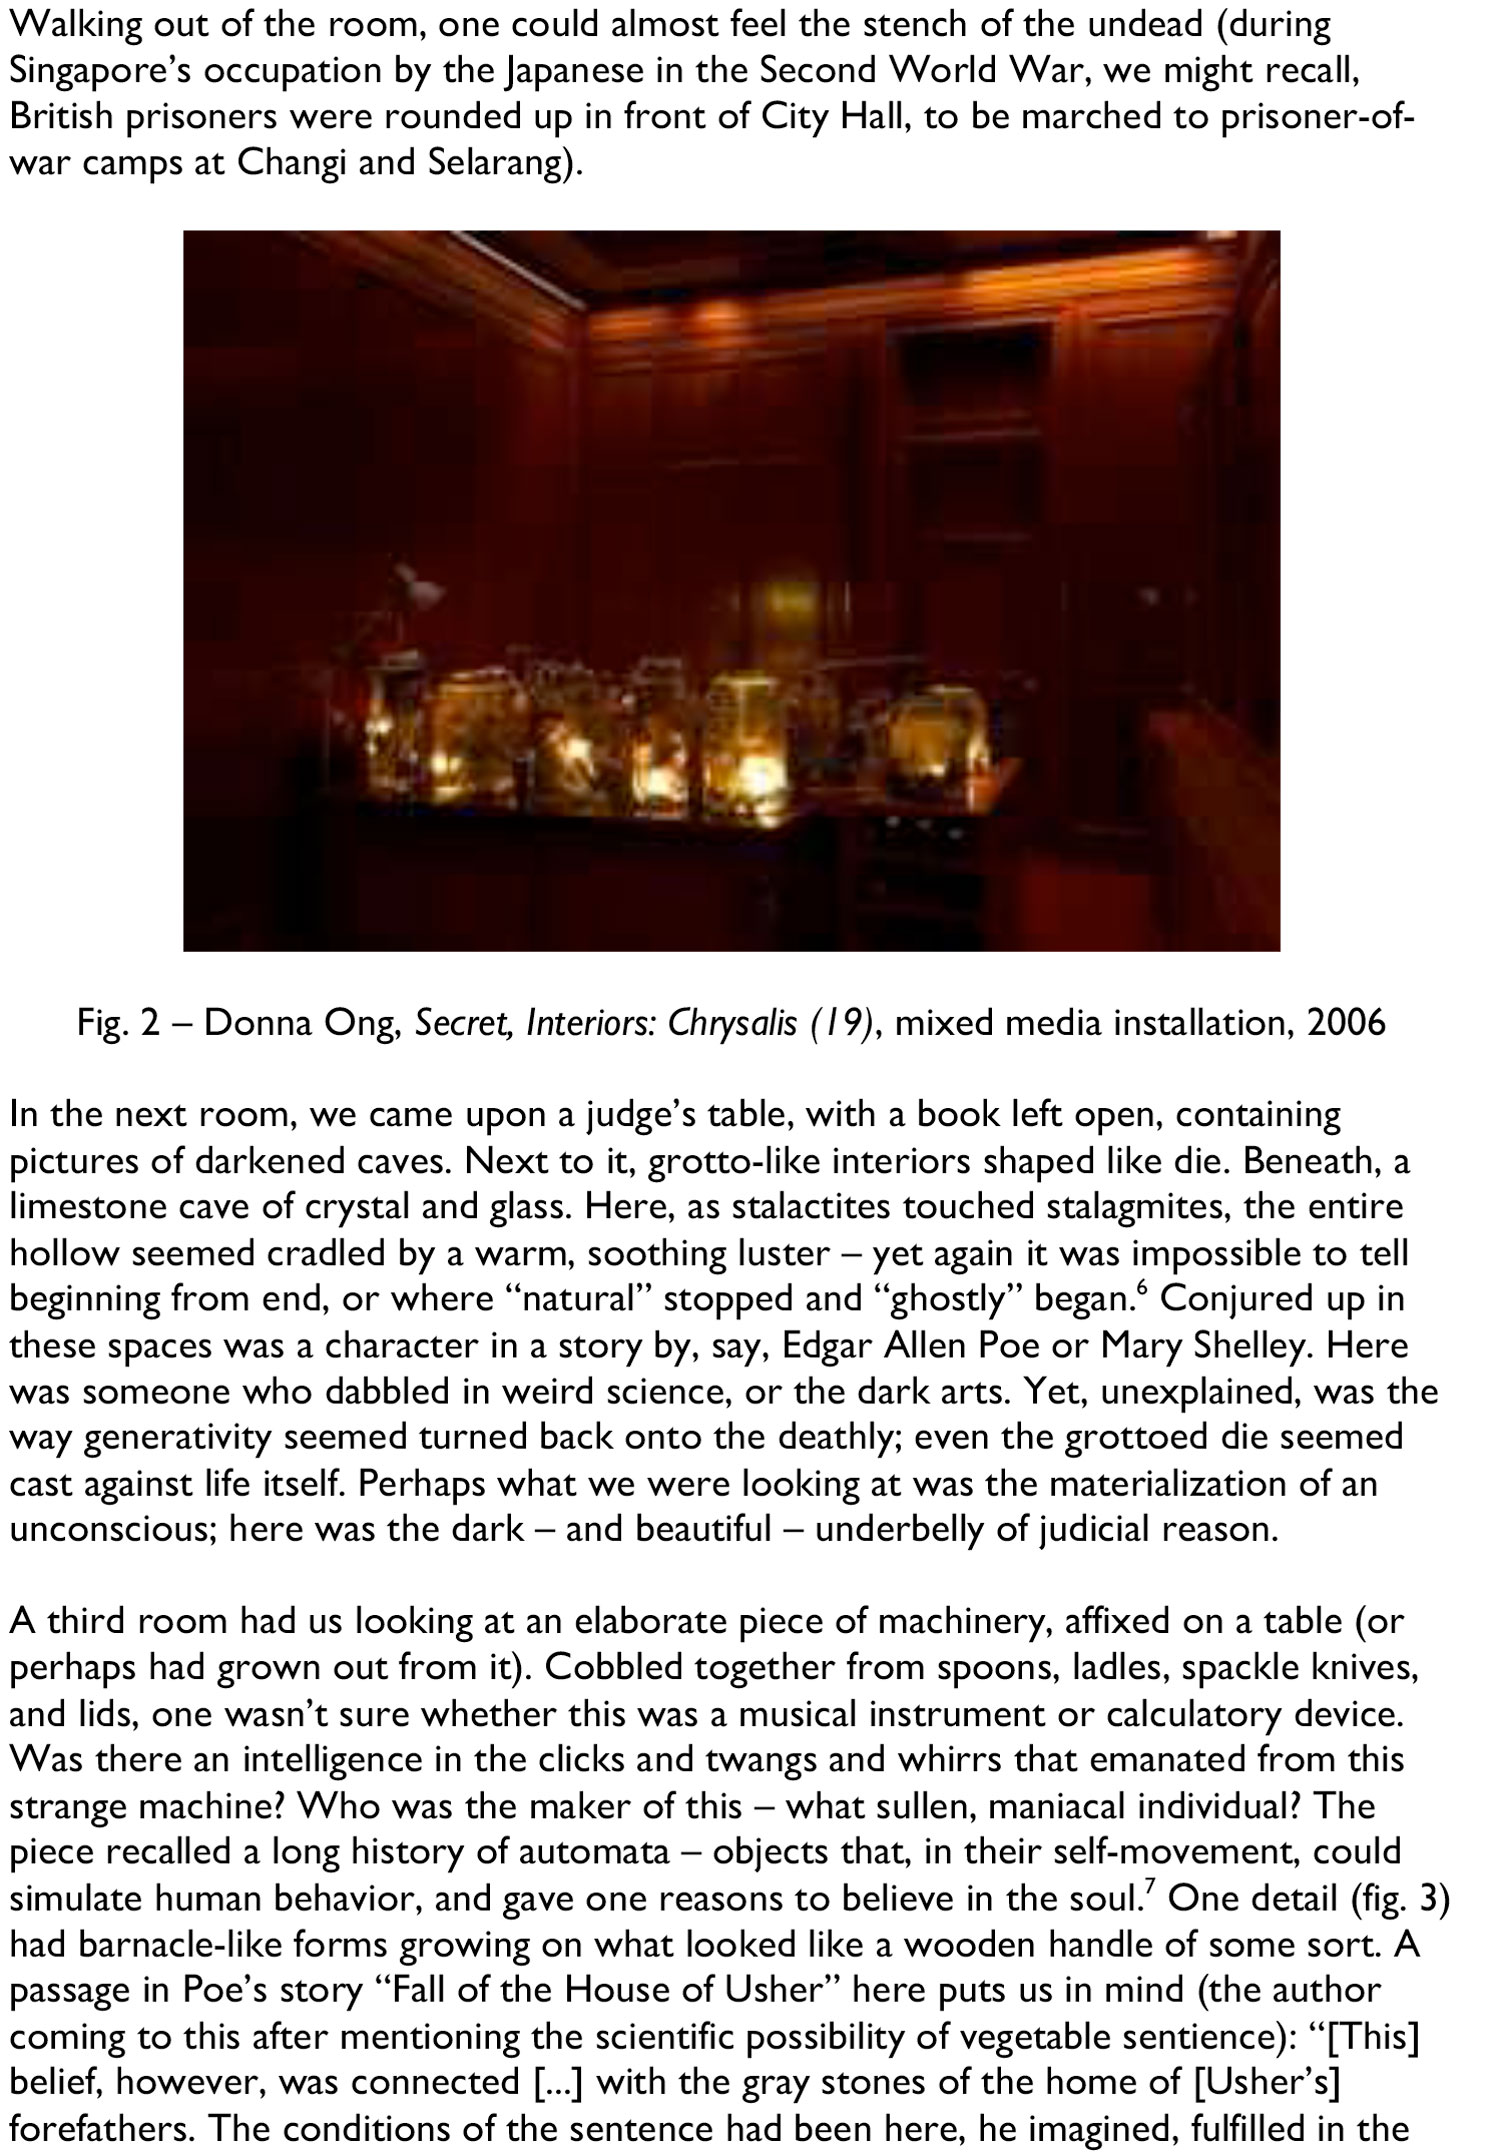 Walking out of the room, one could almost feel the stench of the undead (during
Singapore’s occupation by the Japanese in the Second World War, we might recall,
British prisoners were rounded up in front of City Hall, to be marched to prisoner-of-
war camps at Changi and Selarang).
Fig. 2 – Donna Ong, Secret, Interiors: Chrysalis (19), mixed media installation, 2006
In the next room, we came upon a judge’s table, with a book left open, containing
pictures of darkened caves. Next to it, grotto-like interiors shaped like die. Beneath, a
limestone cave of crystal and glass. Here, as stalactites touched stalagmites, the entire
hollow seemed cradled by a warm, soothing luster – yet again it was impossible to tell
beginning from end, or where “natural” stopped and “ghostly” began.⁶ Conjured up in
these spaces was a character in a story by, say, Edgar Allen Poe or Mary Shelley. Here
was someone who dabbled in weird science, or the dark arts. Yet, unexplained, was the
way generativity seemed turned back onto the deathly; even the grottoed die seemed
cast against life itself. Perhaps what we were looking at was the materialization of an
unconscious; here was the dark – and beautiful – underbelly of judicial reason.
A third room had us looking at an elaborate piece of machinery, affixed on a table (or
perhaps had grown out from it). Cobbled together from spoons, ladles, spackle knives,
and lids, one wasn’t sure whether this was a musical instrument or calculatory device.
Was there an intelligence in the clicks and twangs and whirrs that emanated from this
strange machine? Who was the maker of this – what sullen, maniacal individual? The
piece recalled a long history of automata – objects that, in their self-movement, could
simulate human behavior, and gave one reasons to believe in the soul.⁷ One detail (fig. 3)
had barnacle-like forms growing on what looked like a wooden handle of some sort. A
passage in Poe’s story “Fall of the House of Usher” here puts us in mind (the author
coming to this after mentioning the scientific possibility of vegetable sentience): “[This]
belief, however, was connected [...] with the gray stones of the home of [Usher’s]
forefathers. The conditions of the sentence had been here, he imagined, fulfilled in the